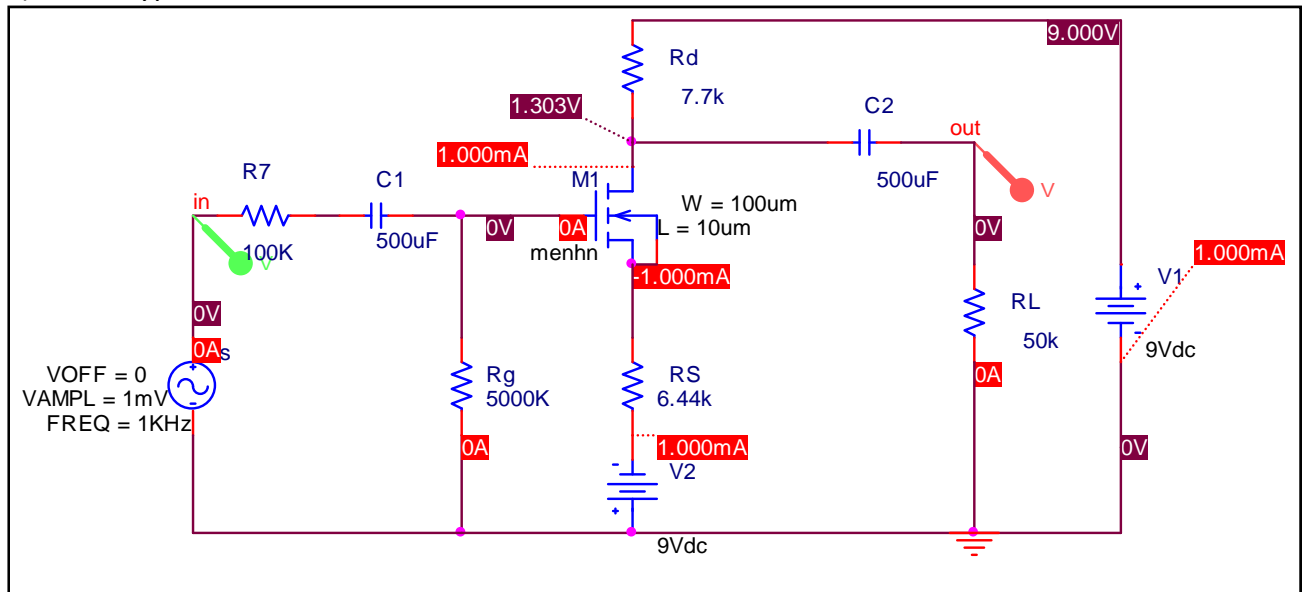 9.000V
Rd
7.7k
1.303V
C2
out
1.000mA
R7
C1
M1
500uF
V
in
W = 100um
L = 10um
0V
0A
0V
1.000mA
100K
500uF
menhn
-1.000mA
V
V1
RL
0V
50k
9Vdc
0A
s
VOFF = 0
VAMPL = 1mV
FREQ = 1KHz
Rg
5000K
RS
6.44k
0A
0A
1.000mA
0V
V2
9Vdc